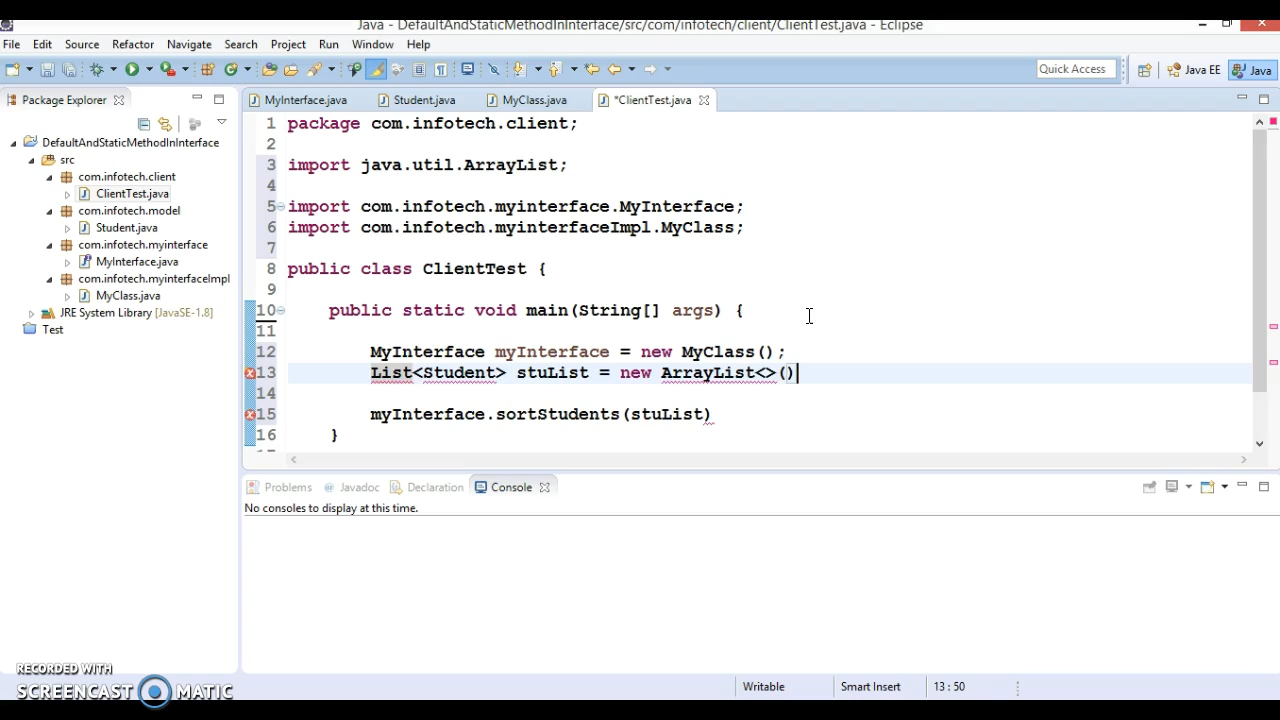 Java - DefaultAndStaticMethodInInterface/src/com/infotech/client/ClientTest.java - Eclipse
File Edit Source Refactor Navigate Search Project Run Window Help
Quick Access Java EE Java
Package Explorer
MyInterface.java Student.java MyClass.java *ClientTest.java
DefaultAndStaticMethodInInterface
src
com.infotech.client
ClientTest.java
com.infotech.model
Student.java
com.infotech.myinterface
MyInterface.java
com.infotech.myinterfaceImpl
MyClass.java
JRE System Library [JavaSE-1.8]
Test
1 package com.infotech.client;
2
3 import java.util.ArrayList;
4
5 import com.infotech.myinterface.MyInterface;
6 import com.infotech.myinterfaceImpl.MyClass;
7
8 public class ClientTest {
9
10 public static void main(String[] args) {
11
12 MyInterface myInterface = new MyClass();
13 List<Student> stuList = new ArrayList<>()
14
15 myInterface.sortStudents(stuList)
16 }
Problems Javadoc Declaration Console
No consoles to display at this time.
RECORDED WITH
SCREENCAST MATIC
Writable Smart Insert 13 : 50